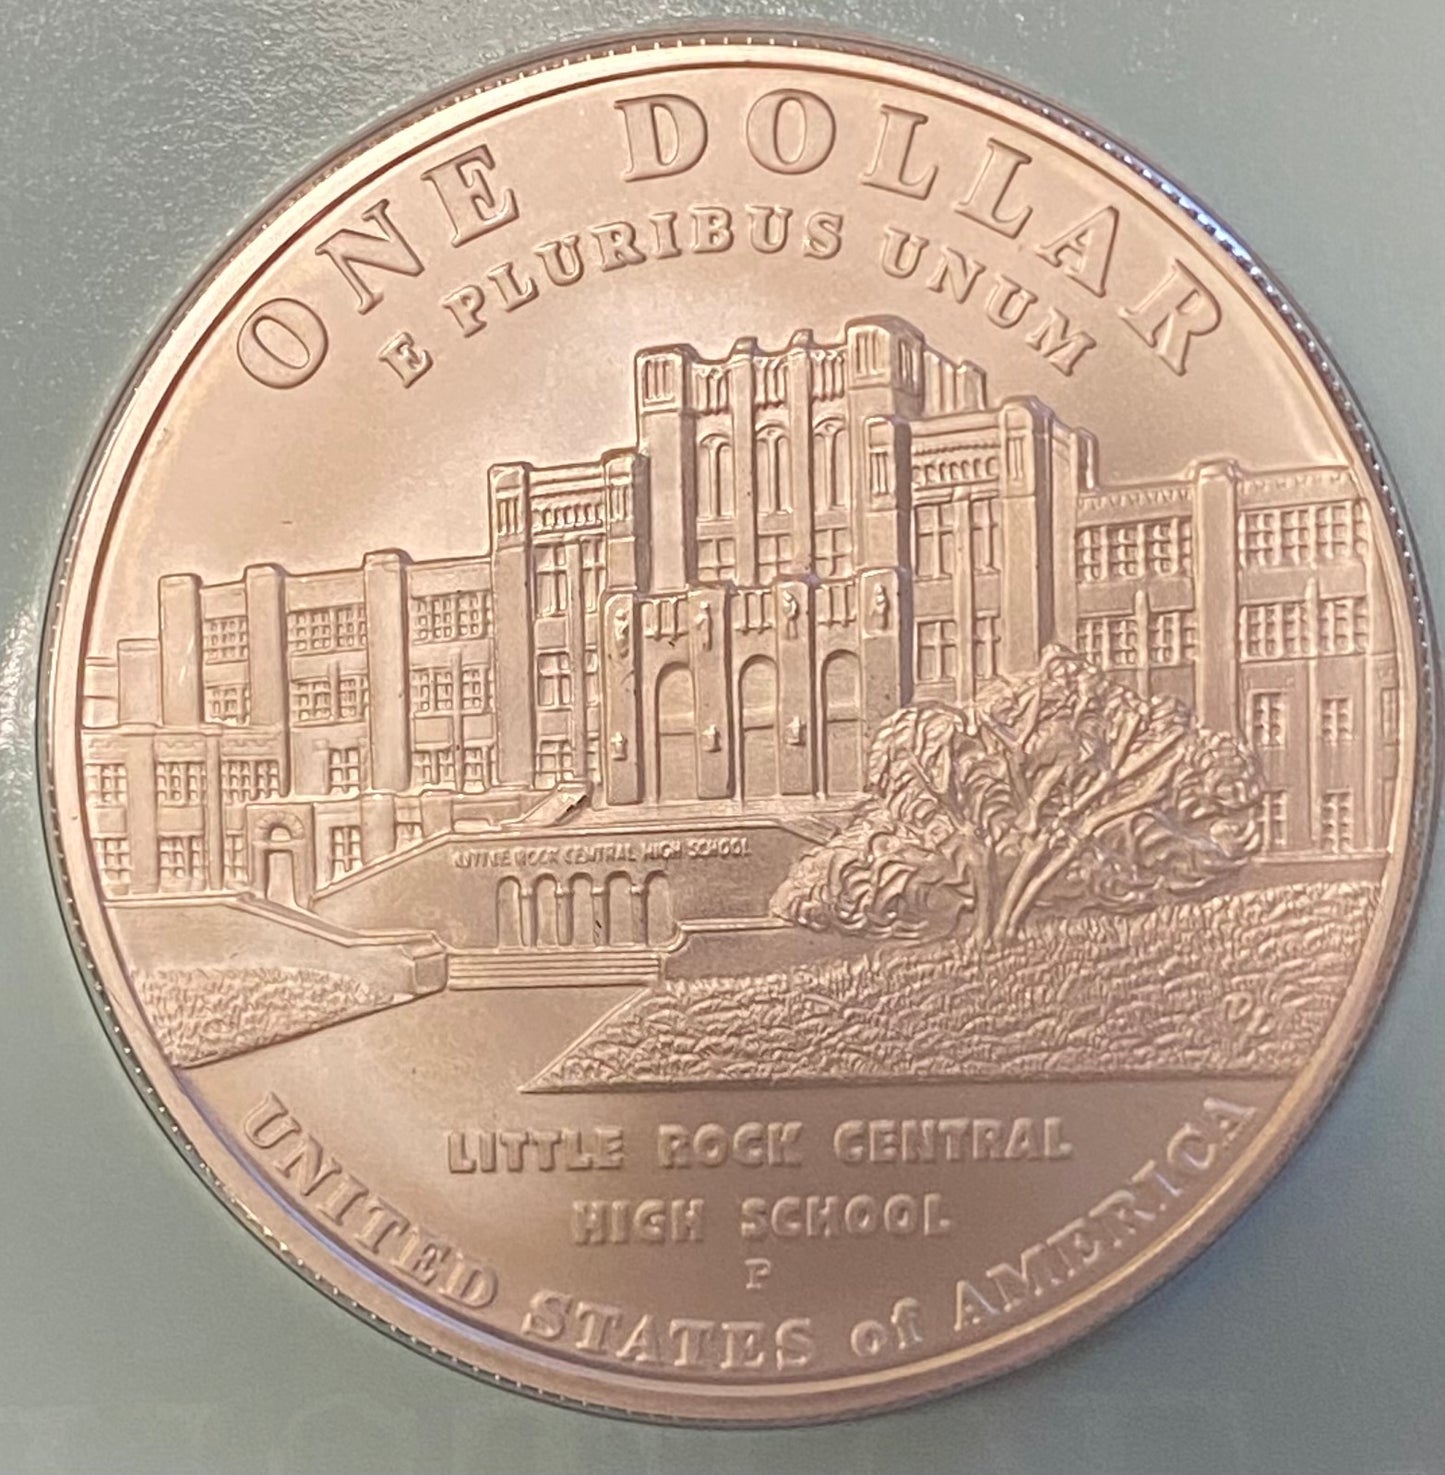 ONE DOLLAR
E PLURIBUS UNUM
LITTLE ROCK CENTRAL HIGH SCHOOL
LITTLE ROCK CENTRAL
HIGH SCHOOL
P
UNITED STATES of AMERICA